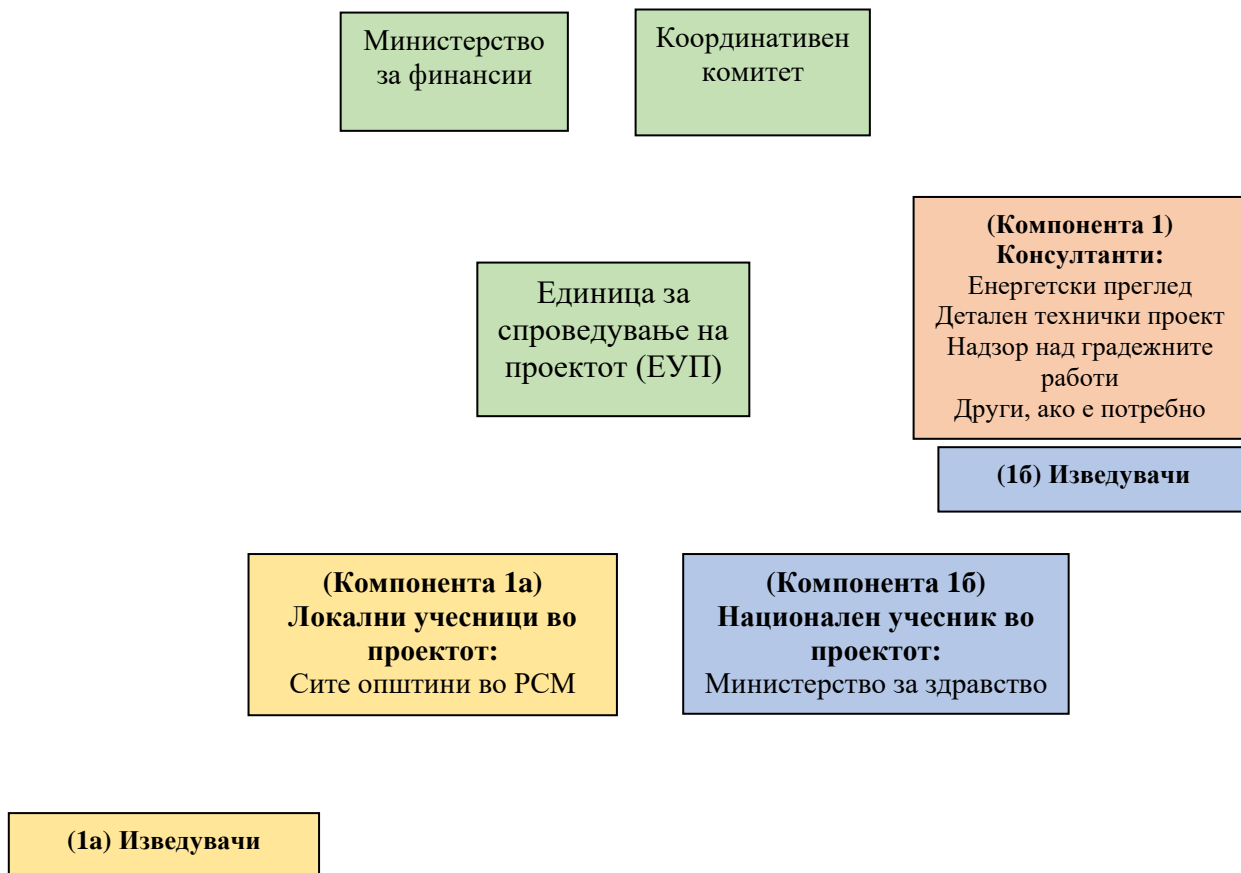 Министерство
за финансии
Координативен
комитет
(Компонента 1)
Консултанти:
Енергетски преглед
Детален технички проект
Надзор над градежните
работи
Други, ако е потребно
Единица за
спроведување на
проектот (ЕУП)
(1б) Изведувачи
(Компонента 1а)
Локални учесници во
проектот:
Сите општини во РСМ
(Компонента 1б)
Национален учесник во
проектот:
Министерство за здравство
(1а) Изведувачи